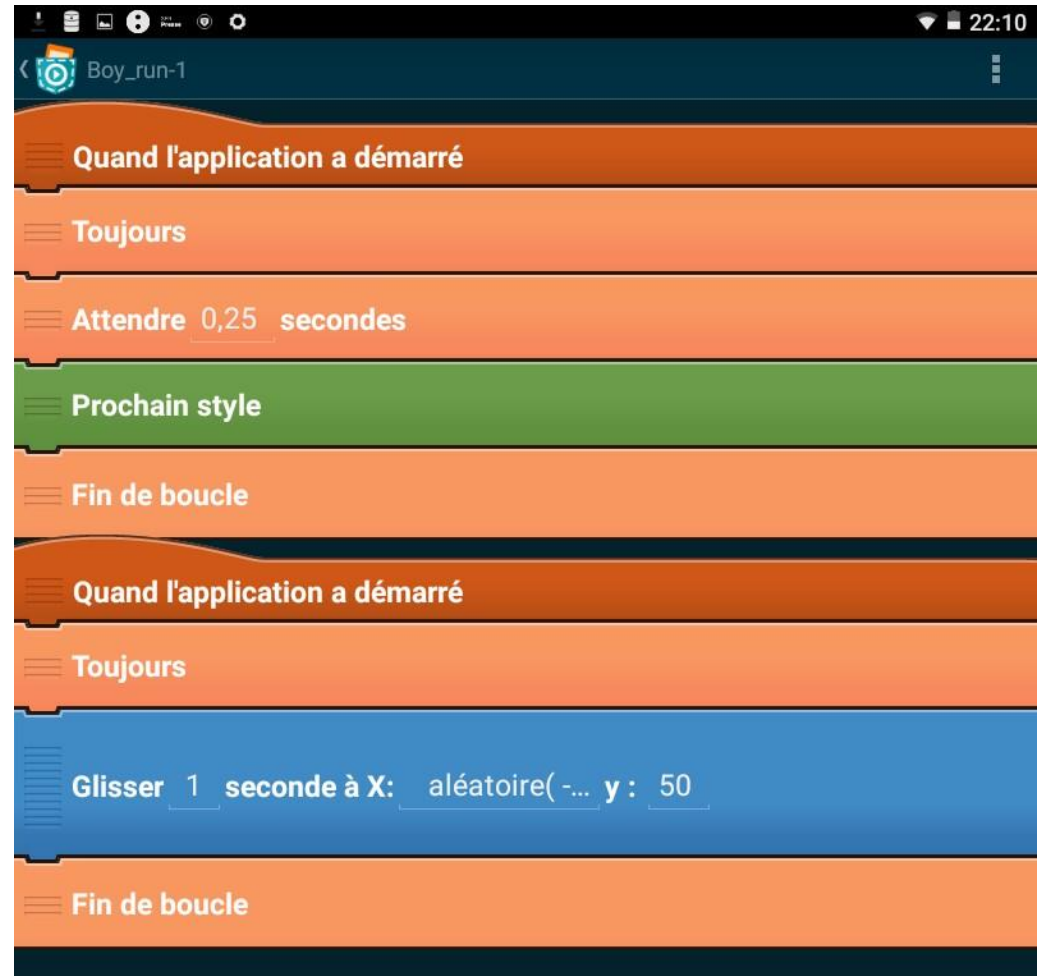 22:10
Boy_run-1
Quand l'application a démarré
Toujours
Attendre 0,25 secondes
Prochain style
Fin de boucle
Quand l'application a démarré
Toujours
Glisser 1 seconde à X: aléatoire( -... y : 50
Fin de boucle